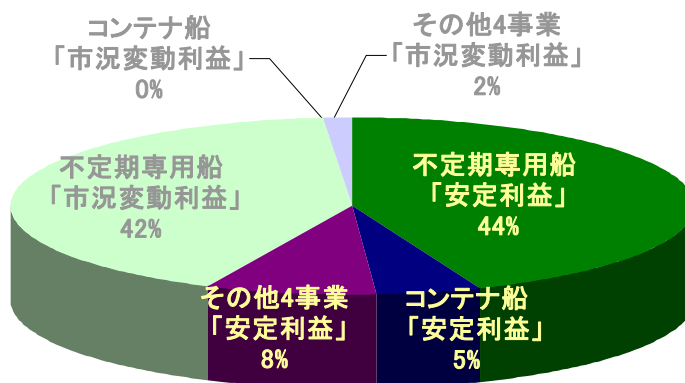 コンテナ船
「市況変動利益」
0%
その他4事業
「市況変動利益」
2%
不定期専用船
「市況変動利益」
42%
不定期専用船
「安定利益」
44%
その他4事業
「安定利益」
8%
コンテナ船
「安定利益」
5%